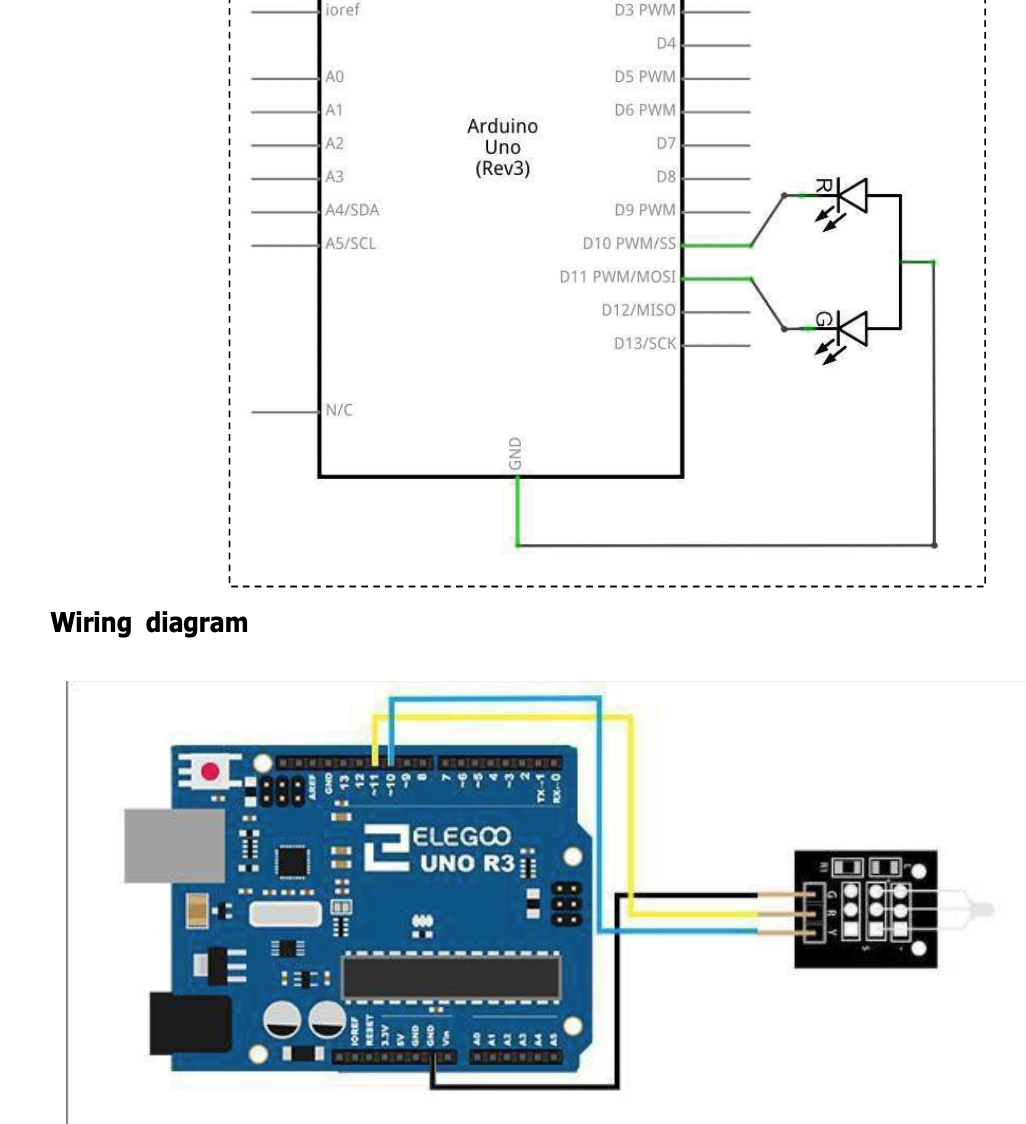 ioref
D3 PWM
D4
A0
D5 PWM
A1
D6 PWM
Arduino
Uno
(Rev3)
A2
D7
A3
D8
R
A4/SDA
D9 PWM
A5/SCL
D10 PWM/SS
D11 PWM/MOSI
D12/MISO
G
D13/SCK
N/C
GND
Wiring diagram
AREF
GND
13
12
~11
~10
~9
8
7
~6
~5
4
~3
2
TX→1
RX←0
ELEGOO
UNO R3
R1
G
R
Y
S
-
IOREF
RESET
3.3V
5V
GND
GND
Vin
A0
A1
A2
A3
A4
A5